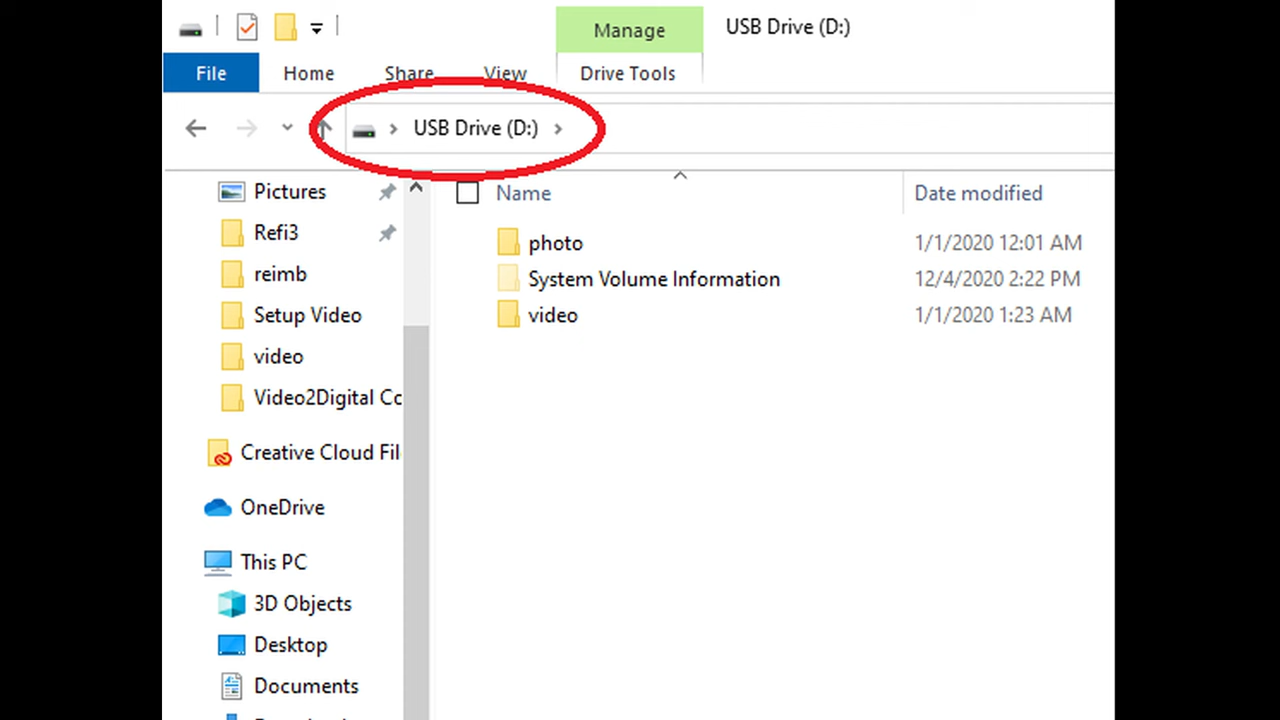 Manage
USB Drive (D:)
File
Home
Share
View
Drive Tools
USB Drive (D:)
Pictures
Refi3
reimb
Setup Video
video
Video2Digital Cc
Creative Cloud Fil
OneDrive
This PC
3D Objects
Desktop
Documents
Name
Date modified
photo
1/1/2020 12:01 AM
System Volume Information
12/4/2020 2:22 PM
video
1/1/2020 1:23 AM